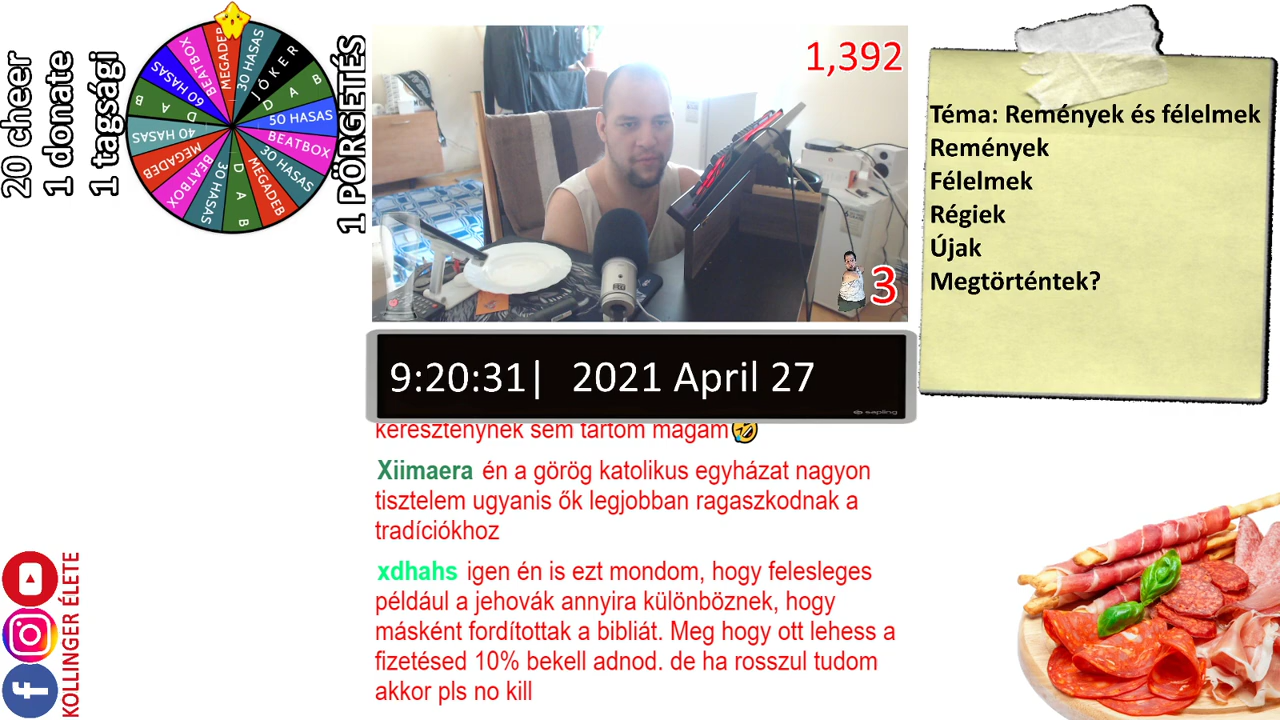 20 cheer
1 donate
1 tagsági
1 PÖRGETÉS
MEGADEB
30 HASAS
JÓKER
D A B
50 HASAS
BEATBOX
30 HASAS
MEGADEB
D A B
30 HASAS
BEATBOX
MEGADEB
40 HASAS
D A B
60 HASAS
BEATBOX
1,392
3
9:20:31| 2021 April 27
sapling
Téma: Remények és félelmek
Remények
Félelmek
Régiek
Újak
Megtörténtek?
kereszténynek sem tartom magam🤣
Xiimaera én a görög katolikus egyházat nagyon
tisztelem ugyanis ők legjobban ragaszkodnak a
tradíciókhoz
xdhahs igen én is ezt mondom, hogy felesleges
például a jehovák annyira különböznek, hogy
másként fordítottak a bibliát. Meg hogy ott lehess a
fizetésed 10% bekell adnod. de ha rosszul tudom
akkor pls no kill
KOLLINGER ÉLETE